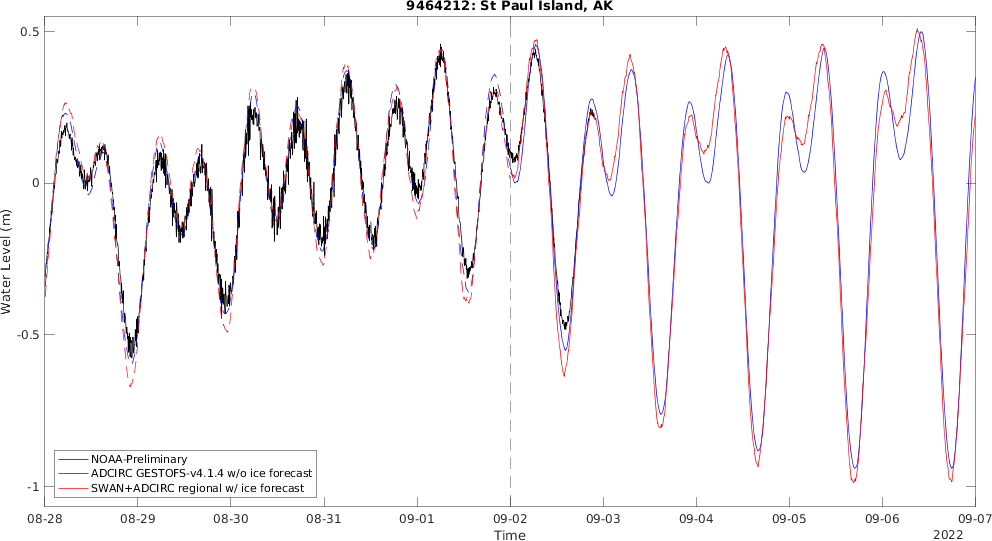 9464212: St Paul Island, AK
0.5
0
-0.5
-1
Water Level (m)
NOAA-Preliminary
ADCIRC GESTOFS-v4.1.4 w/o ice forecast
SWAN+ADCIRC regional w/ ice forecast
08-28 08-29 08-30 08-31 09-01 09-02 09-03 09-04 09-05 09-06 09-07
Time
2022